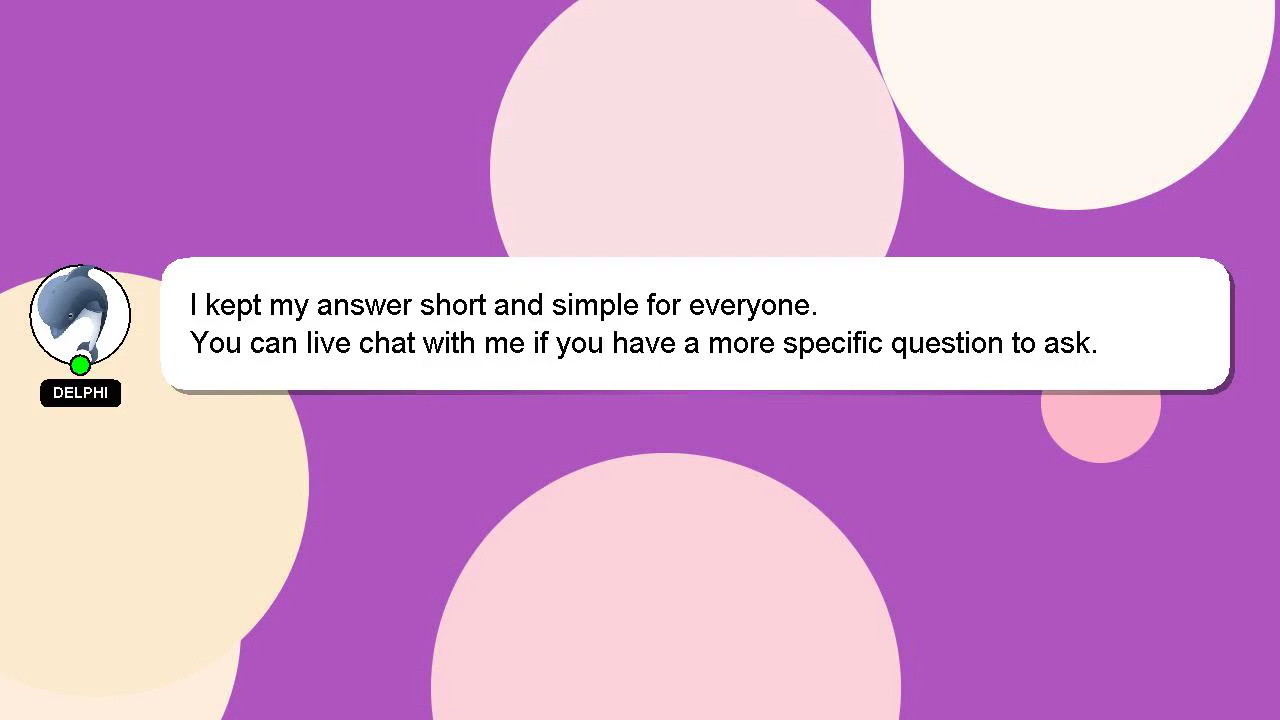 I kept my answer short and simple for everyone.
You can live chat with me if you have a more specific question to ask.
DELPHI